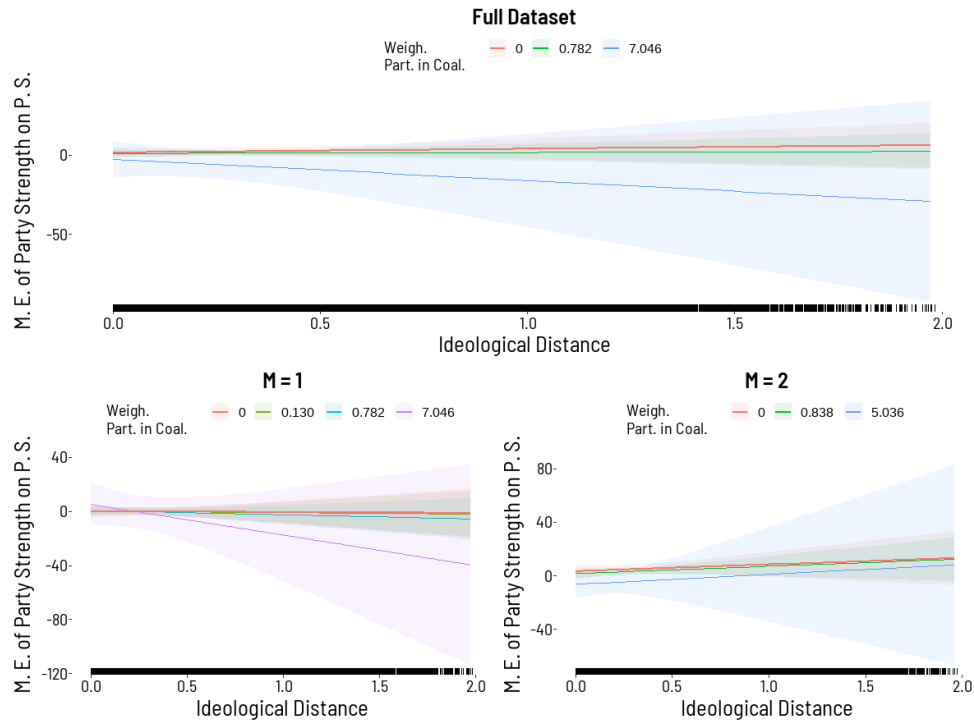 Full Dataset
Weigh.
Part. in Coal.
0 0.782 7.046
M. E. of Party Strength on P. S.
0-
-50-
0.0 0.5 1.0 1.5 2.0
Ideological Distance
M = 1
Weigh.
Part. in Coal.
0 0.130 0.782 7.046
M. E. of Party Strength on P. S.
40-
0-
-40-
-80-
-120-
0.0 0.5 1.0 1.5 2.0
Ideological Distance
M = 2
Weigh.
Part. in Coal.
0 0.838 5.036
M. E. of Party Strength on P. S.
80-
40-
0-
-40-
0.0 0.5 1.0 1.5 2.0
Ideological Distance